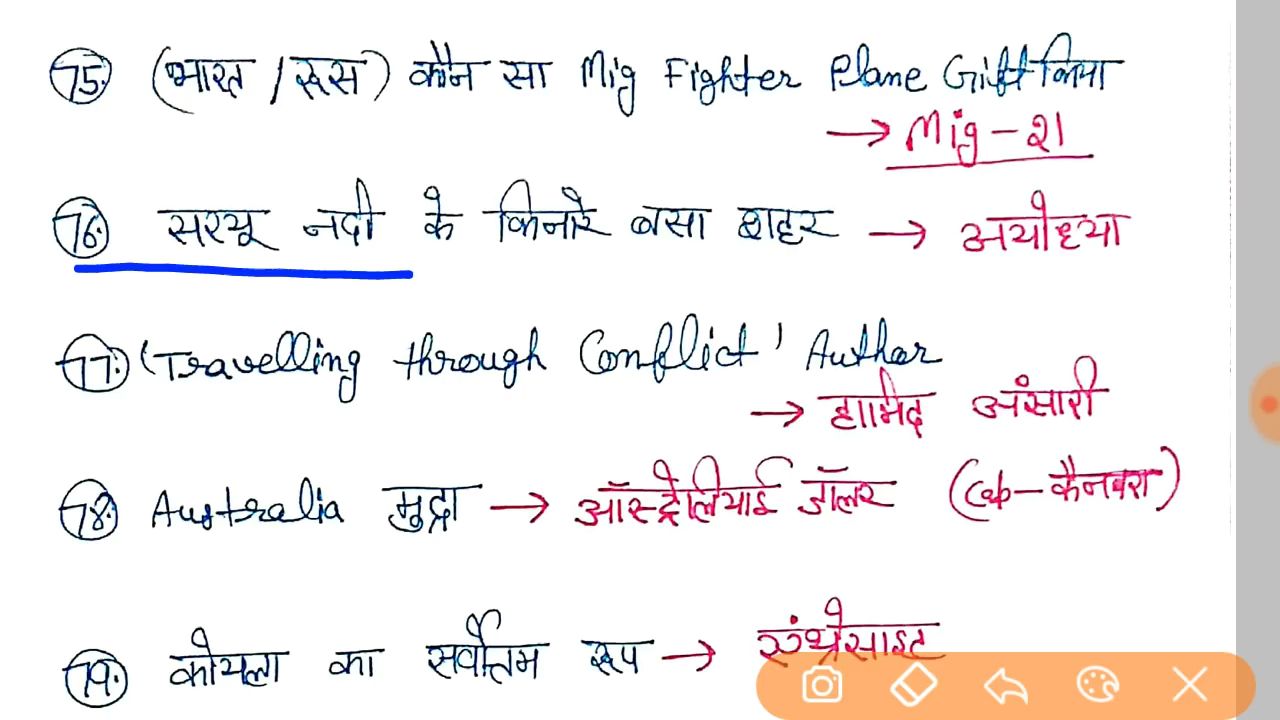 75. (भारत / रूस) कौन सा Mig Fighter Plane Gift किया
→ Mig - 21
76. सरयू नदी के किनारे बसा शहर → अयोध्या
77. 'Travelling through Conflict' Author
→ हामिद अंसारी
78. Australia मुद्रा → ऑस्ट्रेलियाई डॉलर (Cap - कैनबरा)
79. कोयला का सर्वोत्तम रूप → एंथ्रेसाइट